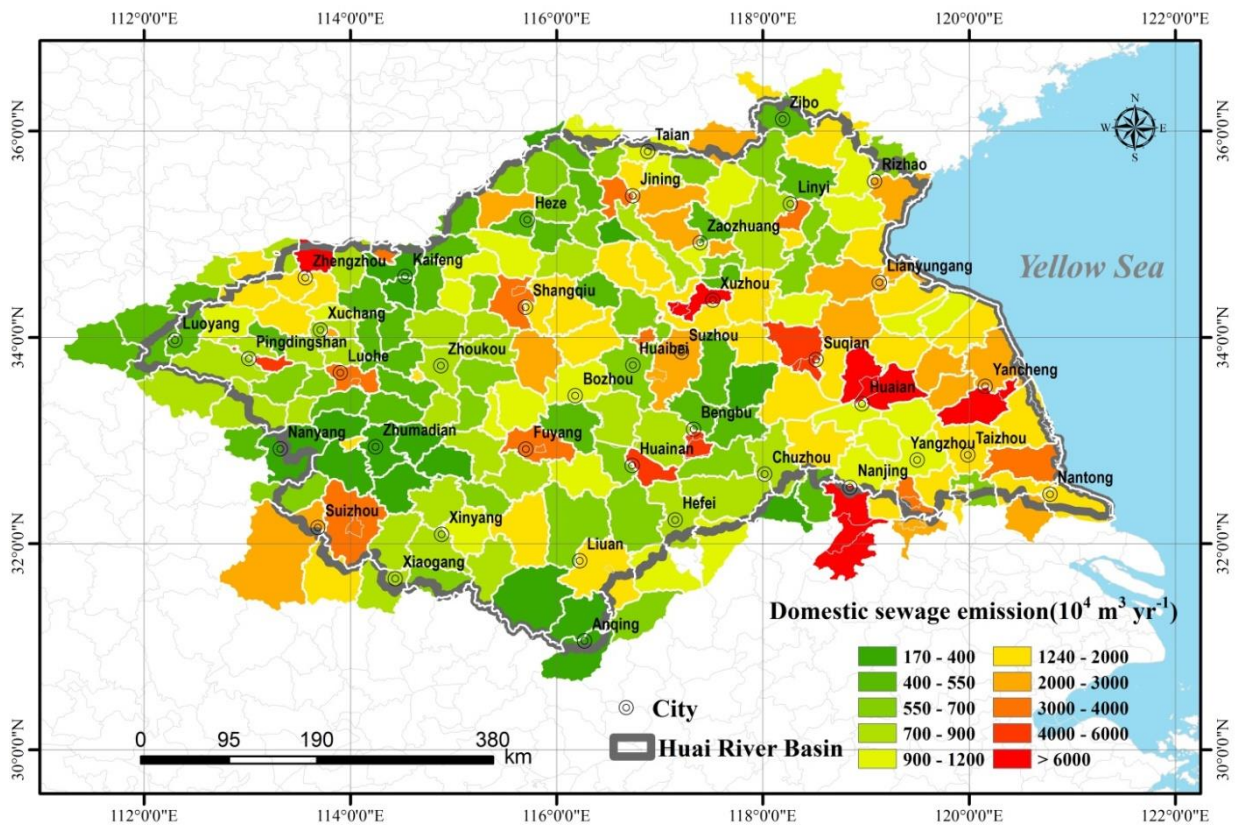 112°0'0"E 114°0'0"E 116°0'0"E 118°0'0"E 120°0'0"E 122°0'0"E
36°0'0"N 36°0'0"N
34°0'0"N 34°0'0"N
32°0'0"N 32°0'0"N
30°0'0"N 30°0'0"N
N
W E
S
Zibo
Taian
Rizhao
Jining
Linyi
Heze
Zaozhuang
Zhengzhou
Kaifeng
Lianyungang
Yellow Sea
Shangqiu
Xuzhou
Xuchang
Luoyang
Suzhou
Pingdingshan
Luohe
Zhoukou
Huaibai
Suqian
Bozhou
Huaian
Yancheng
Bengbu
Nanyang
Zhumadian
Fuyang
Huainan
Chuzhou
Yangzhou
Taizhou
Nanjing
Nantong
Suizhou
Xinyang
Hefei
Xiaogang
Liuan
Anqing
Domestic sewage emission(10⁴ m³ yr⁻¹)
170 - 400 1240 - 2000
400 - 550 2000 - 3000
550 - 700 3000 - 4000
700 - 900 4000 - 6000
900 - 1200 > 6000
City
Huai River Basin
0 95 190 380
km
112°0'0"E 114°0'0"E 116°0'0"E 118°0'0"E 120°0'0"E 122°0'0"E